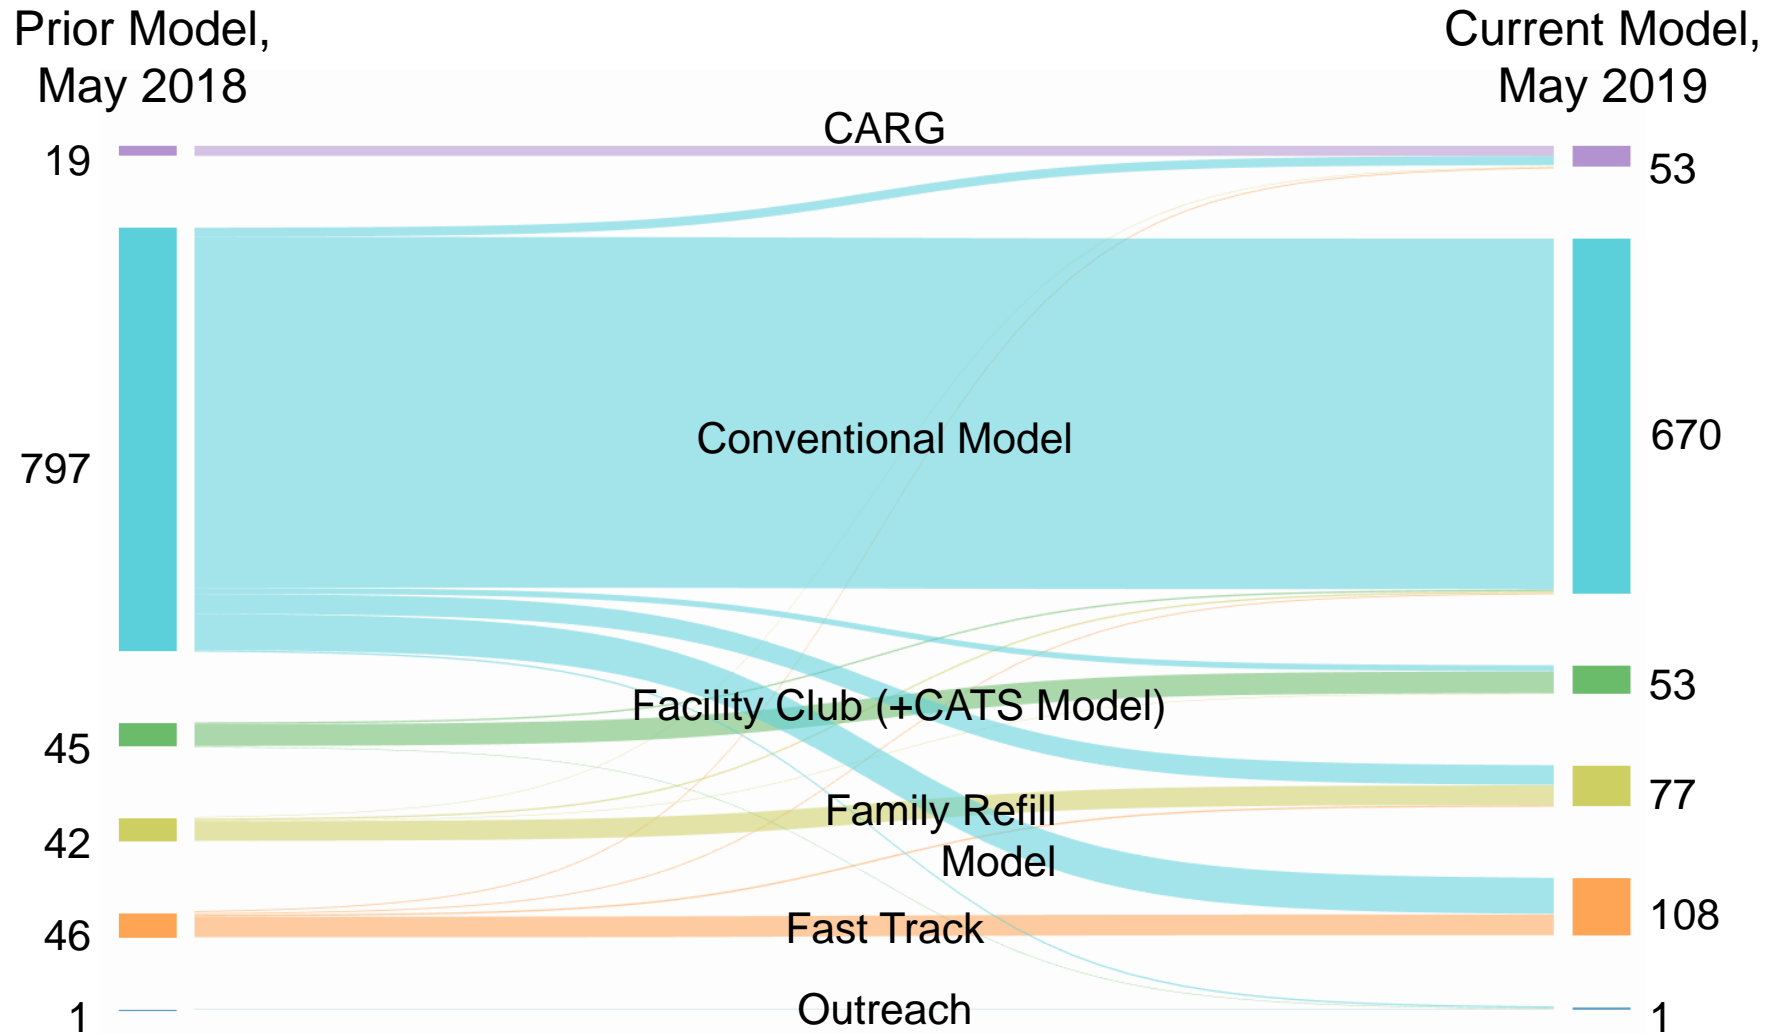 Prior Model,
May 2018
Current Model,
May 2019
CARG
19
53
Conventional Model
797
670
Facility Club (+CATS Model)
45
53
Family Refill
Model
42
77
Fast Track
46
108
Outreach
1
1